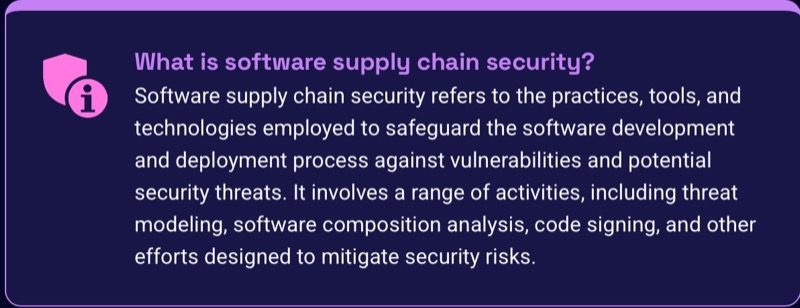 What is software supply chain security?
Software supply chain security refers to the practices, tools, and
technologies employed to safeguard the software development
and deployment process against vulnerabilities and potential
security threats. It involves a range of activities, including threat
modeling, software composition analysis, code signing, and other
efforts designed to mitigate security risks.